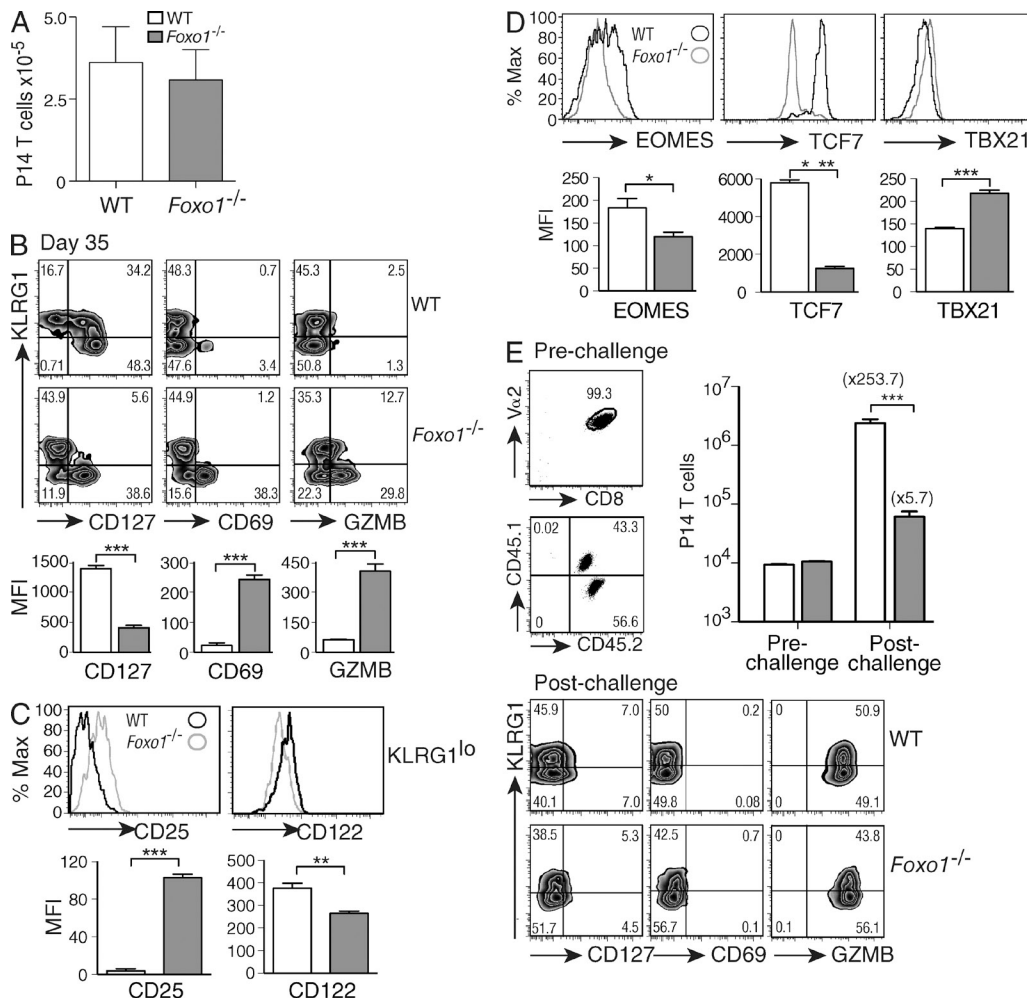 A
WT
Foxo1-/-
P14 T cells x10-5
5.0
2.5
0
WT
Foxo1-/-
B Day 35
KLRG1
16.7 34.2
0.71 48.3
48.3 0.7
47.6 3.4
45.3 2.5
50.8 1.3
WT
43.9 5.6
11.9 38.6
44.9 1.2
15.6 38.3
35.3 12.7
22.3 29.8
Foxo1-/-
CD127 CD69 GZMB
MFI
1500
1000
500
0
***
CD127
300
200
100
0
***
CD69
450
300
150
0
***
GZMB
C
% Max
100
80
60
40
20
0
WT
Foxo1-/-
KLRG1lo
CD25 CD122
MFI
120
80
40
0
***
CD25
500
400
300
200
100
0
**
CD122
D
% Max
100
80
60
40
20
0
WT
Foxo1-/-
EOMES TCF7 TBX21
MFI
250
200
150
100
50
0
*
EOMES
6000
4000
2000
0
* **
TCF7
250
200
150
100
50
0
***
TBX21
E Pre-challenge
Vα2
99.3
CD8
CD45.1
0.02 43.3
0 56.6
CD45.2
P14 T cells
107
106
105
104
103
(x253.7)
***
(x5.7)
Pre-
challenge
Post-
challenge
Post-challenge
KLRG1
45.9 7.0
40.1 7.0
50 0.2
49.8 0.08
0 50.9
0 49.1
WT
38.5 5.3
51.7 4.5
42.5 0.7
56.7 0.1
0 43.8
0.1 56.1
Foxo1-/-
CD127 CD69 GZMB